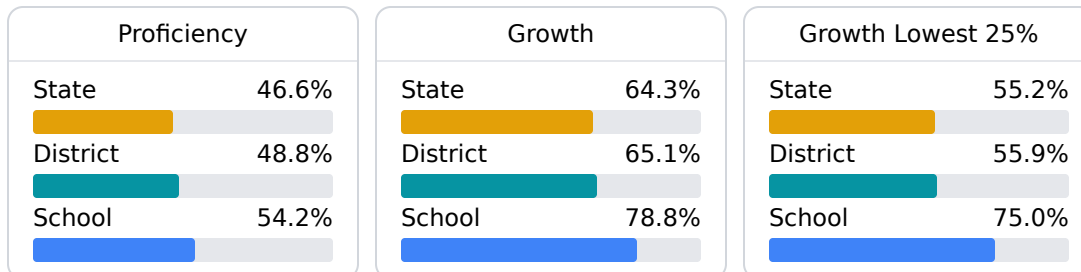 Proficiency
State 46.6%
District 48.8%
School 54.2%
Growth
State 64.3%
District 65.1%
School 78.8%
Growth Lowest 25%
State 55.2%
District 55.9%
School 75.0%